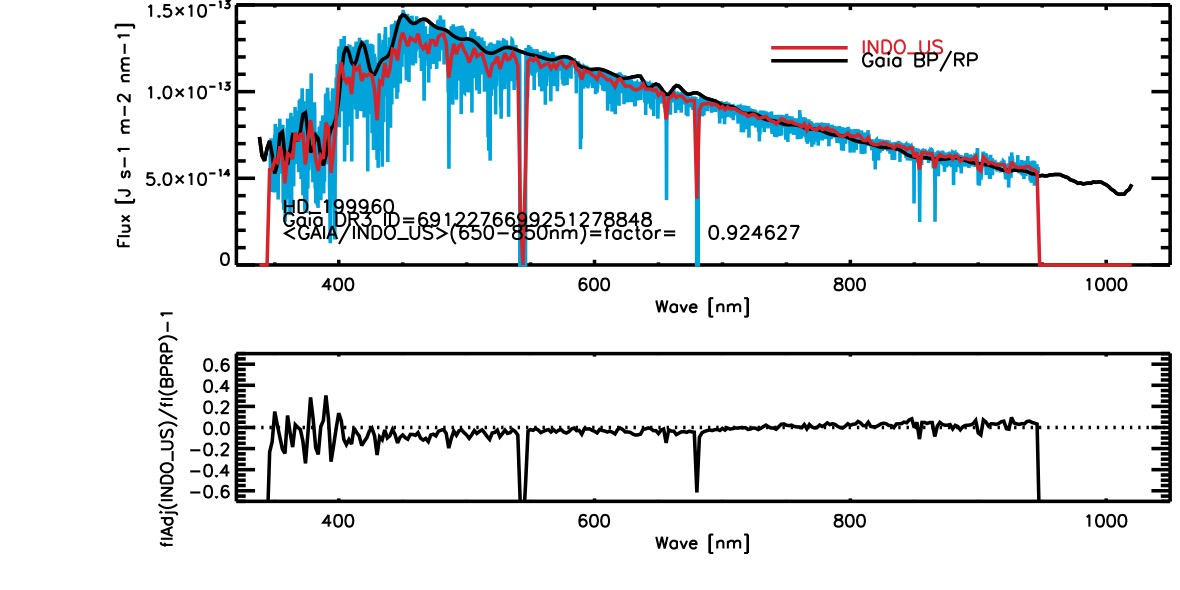 1.5×10−13
1.0×10−13
5.0×10−14
0
Flux [J s−1 m−2 nm−1]
INDO_US
Gaia BP/RP
HD_199960
Gaia DR3 ID=6912276699251278848
<GAIA/INDO_US>(650−850nm)=factor= 0.924627
400 600 800 1000
Wave [nm]
0.6
0.4
0.2
0.0
−0.2
−0.4
−0.6
flAdj(INDO_US)/fl(BPRP)−1
400 600 800 1000
Wave [nm]